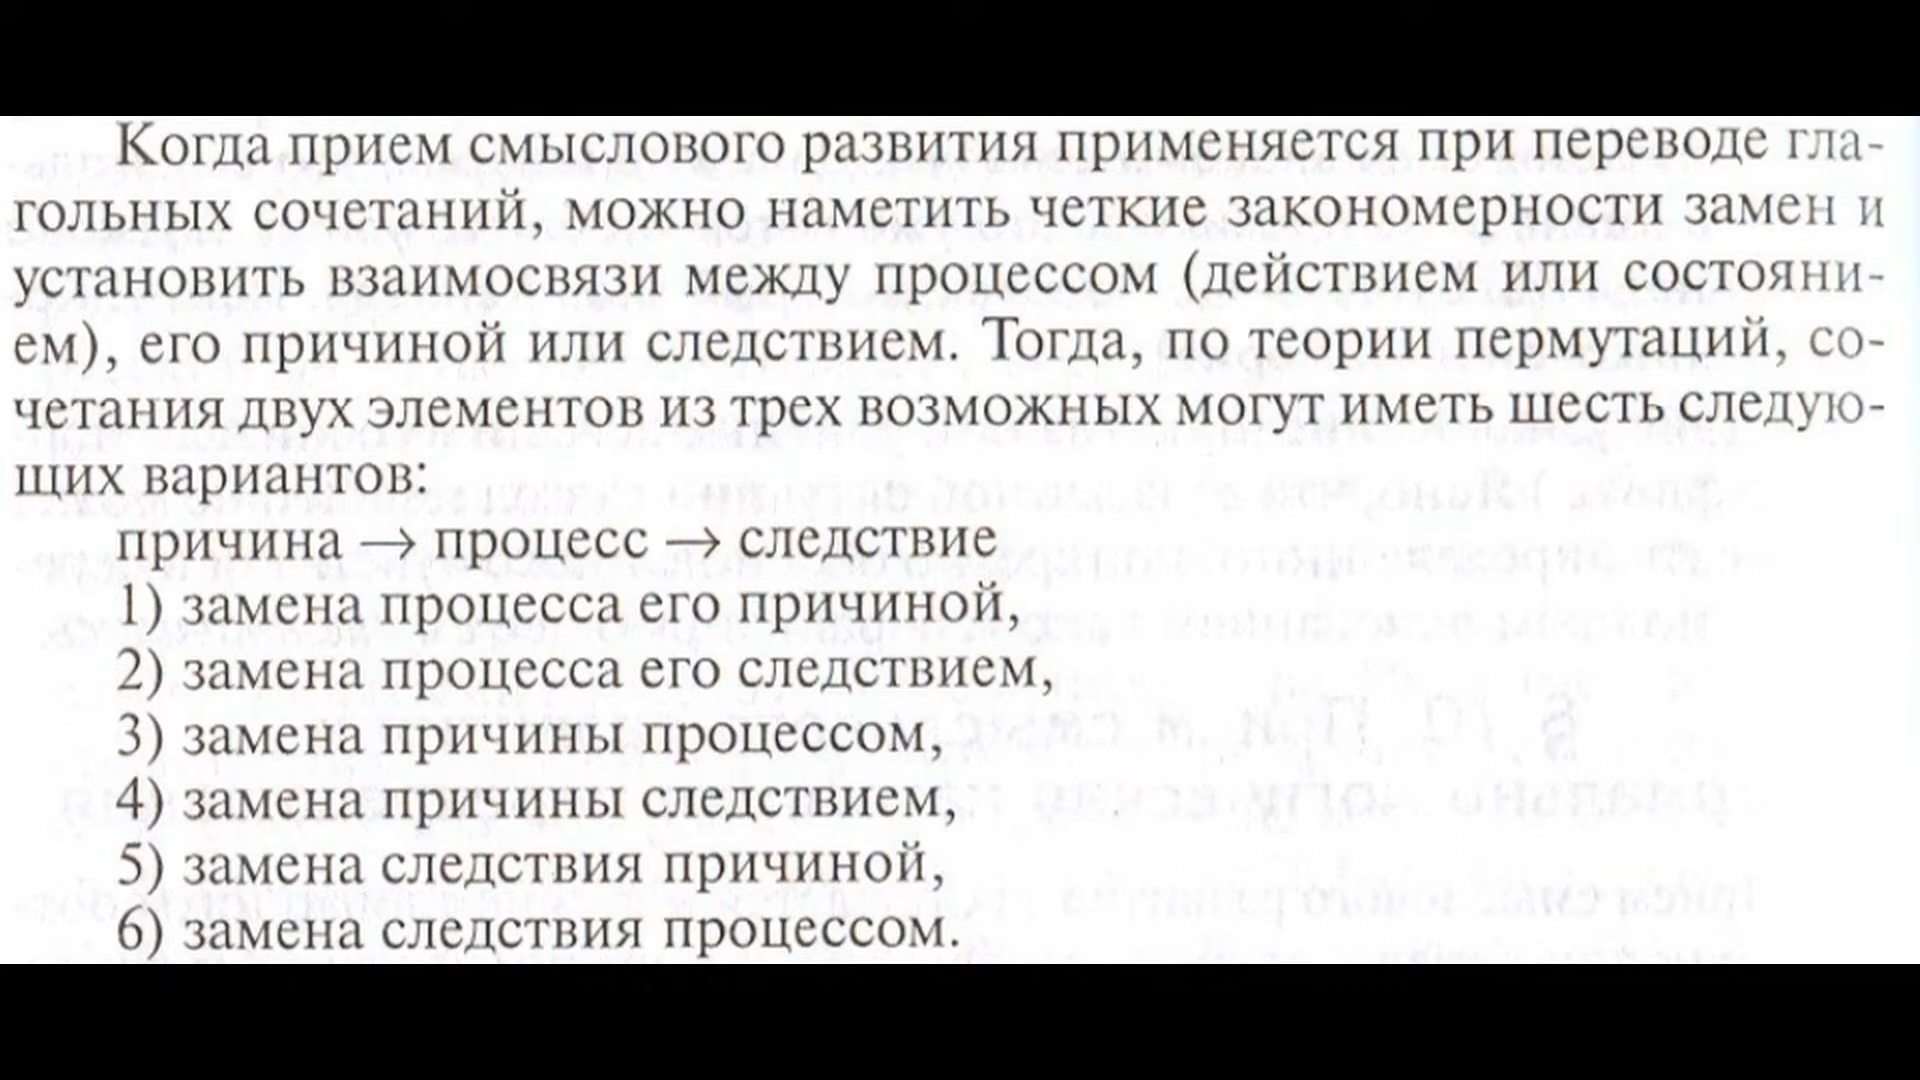 Когда прием смыслового развития применяется при переводе гла-
гольных сочетаний, можно наметить четкие закономерности замен и
установить взаимосвязи между процессом (действием или состояни-
ем), его причиной или следствием. Тогда, по теории пермутаций, со-
четания двух элементов из трех возможных могут иметь шесть следую-
щих вариантов:
причина → процесс → следствие
1) замена процесса его причиной,
2) замена процесса его следствием,
3) замена причины процессом,
4) замена причины следствием,
5) замена следствия причиной,
6) замена следствия процессом.